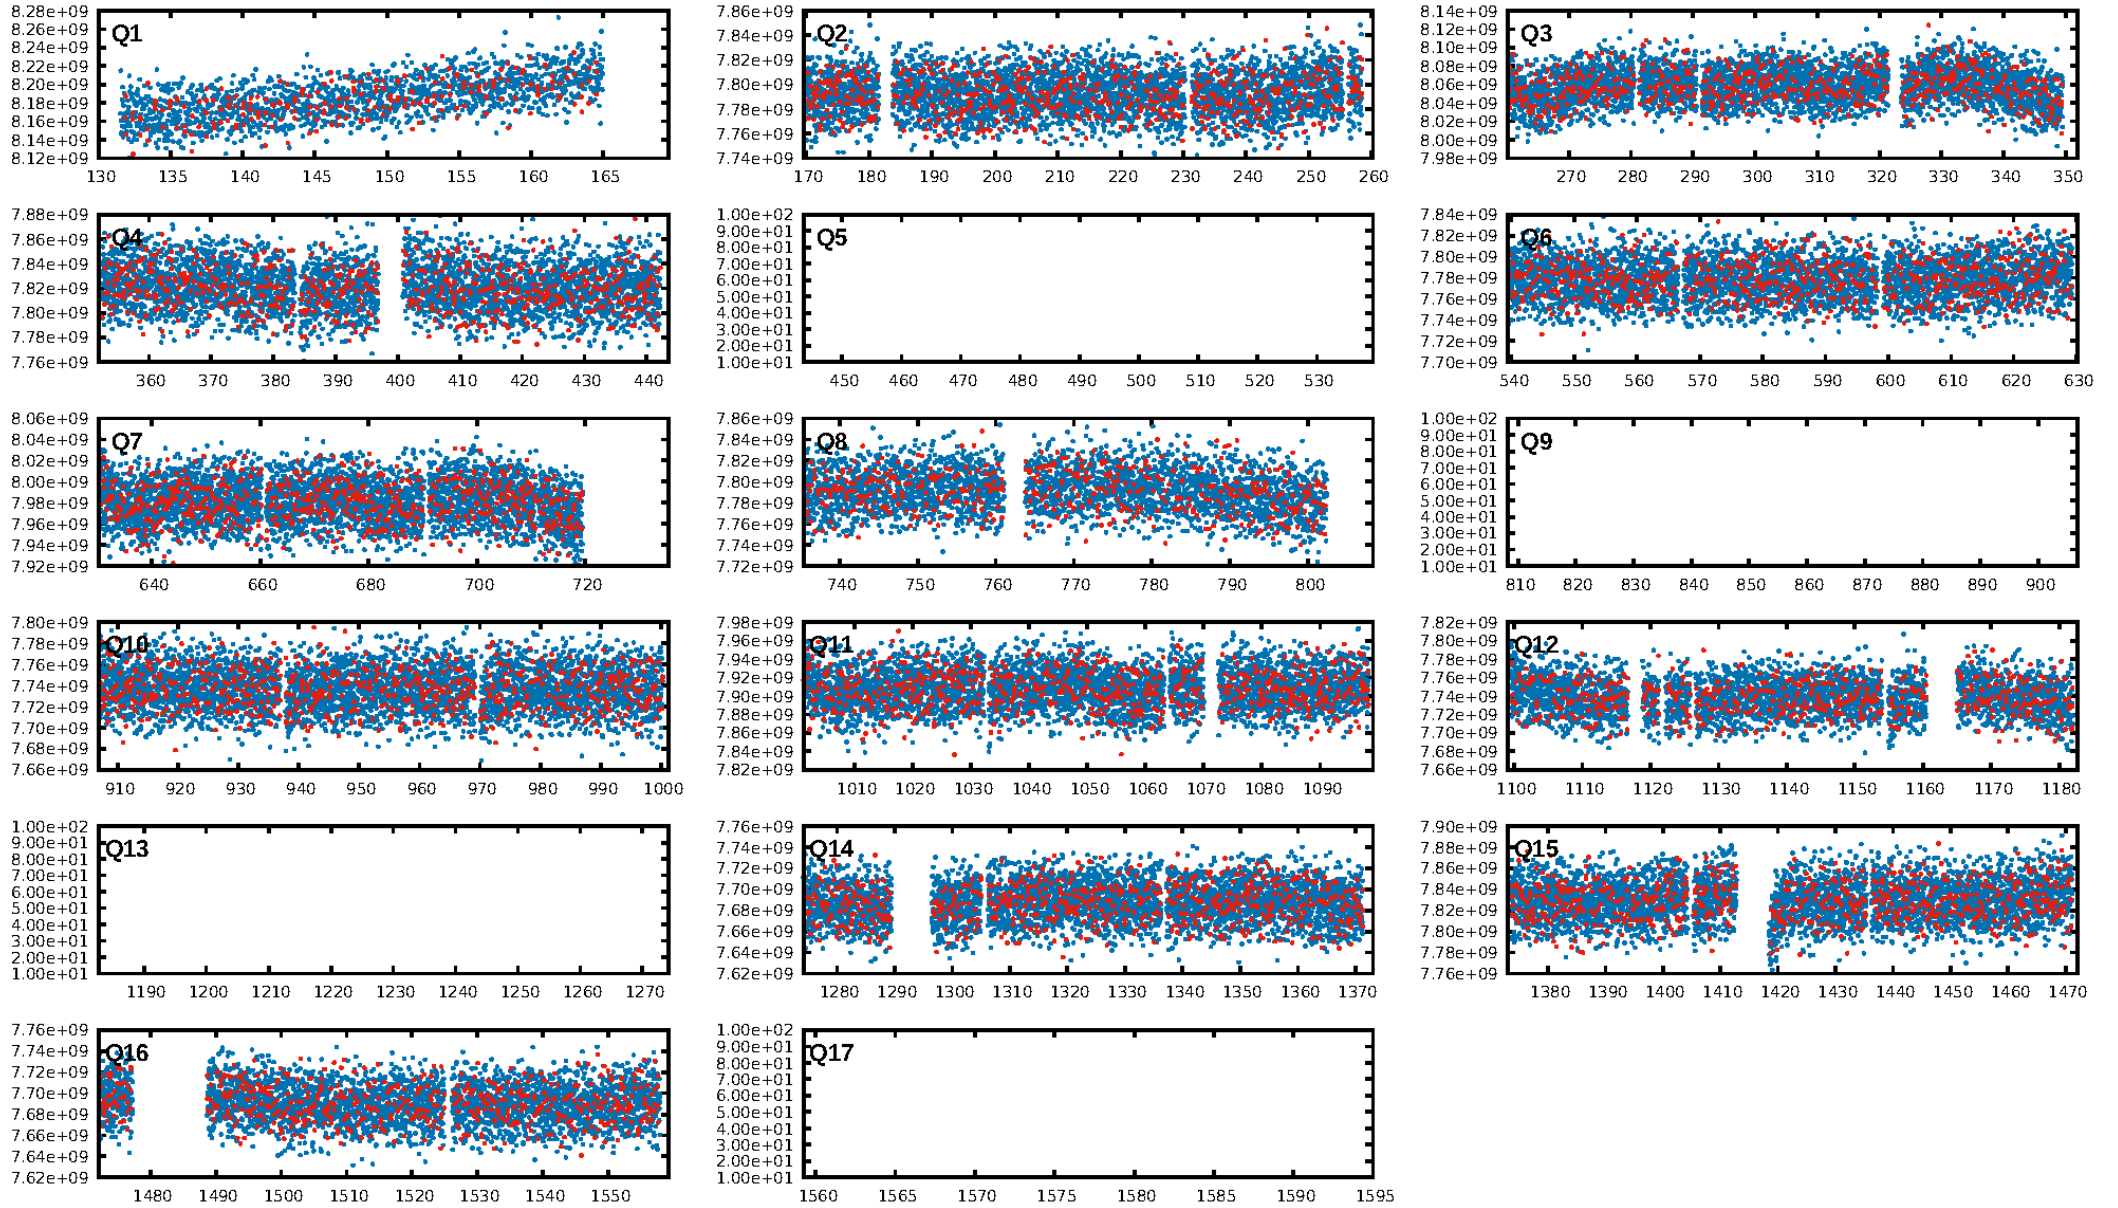 Q1
8.28e+09
8.26e+09
8.24e+09
8.22e+09
8.20e+09
8.18e+09
8.16e+09
8.14e+09
8.12e+09
130 135 140 145 150 155 160 165
Q2
7.86e+09
7.84e+09
7.82e+09
7.80e+09
7.78e+09
7.76e+09
7.74e+09
170 180 190 200 210 220 230 240 250 260
Q3
8.14e+09
8.12e+09
8.10e+09
8.08e+09
8.06e+09
8.04e+09
8.02e+09
8.00e+09
7.98e+09
270 280 290 300 310 320 330 340 350
Q4
7.88e+09
7.86e+09
7.84e+09
7.82e+09
7.80e+09
7.78e+09
7.76e+09
360 370 380 390 400 410 420 430 440
Q5
1.00e+02
9.00e+01
8.00e+01
7.00e+01
6.00e+01
5.00e+01
4.00e+01
3.00e+01
2.00e+01
1.00e+01
450 460 470 480 490 500 510 520 530
Q6
7.84e+09
7.82e+09
7.80e+09
7.78e+09
7.76e+09
7.74e+09
7.72e+09
7.70e+09
540 550 560 570 580 590 600 610 620 630
Q7
8.06e+09
8.04e+09
8.02e+09
8.00e+09
7.98e+09
7.96e+09
7.94e+09
7.92e+09
640 660 680 700 720
Q8
7.86e+09
7.84e+09
7.82e+09
7.80e+09
7.78e+09
7.76e+09
7.74e+09
7.72e+09
740 750 760 770 780 790 800
Q9
1.00e+02
9.00e+01
8.00e+01
7.00e+01
6.00e+01
5.00e+01
4.00e+01
3.00e+01
2.00e+01
1.00e+01
810 820 830 840 850 860 870 880 890 900
Q10
7.80e+09
7.78e+09
7.76e+09
7.74e+09
7.72e+09
7.70e+09
7.68e+09
7.66e+09
910 920 930 940 950 960 970 980 990 1000
Q11
7.98e+09
7.96e+09
7.94e+09
7.92e+09
7.90e+09
7.88e+09
7.86e+09
7.84e+09
7.82e+09
1010 1020 1030 1040 1050 1060 1070 1080 1090
Q12
7.82e+09
7.80e+09
7.78e+09
7.76e+09
7.74e+09
7.72e+09
7.70e+09
7.68e+09
7.66e+09
1100 1110 1120 1130 1140 1150 1160 1170 1180
Q13
1.00e+02
9.00e+01
8.00e+01
7.00e+01
6.00e+01
5.00e+01
4.00e+01
3.00e+01
2.00e+01
1.00e+01
1190 1200 1210 1220 1230 1240 1250 1260 1270
Q14
7.76e+09
7.74e+09
7.72e+09
7.70e+09
7.68e+09
7.66e+09
7.64e+09
7.62e+09
1280 1290 1300 1310 1320 1330 1340 1350 1360 1370
Q15
7.90e+09
7.88e+09
7.86e+09
7.84e+09
7.82e+09
7.80e+09
7.78e+09
7.76e+09
1380 1390 1400 1410 1420 1430 1440 1450 1460 1470
Q16
7.76e+09
7.74e+09
7.72e+09
7.70e+09
7.68e+09
7.66e+09
7.64e+09
7.62e+09
1480 1490 1500 1510 1520 1530 1540 1550
Q17
1.00e+02
9.00e+01
8.00e+01
7.00e+01
6.00e+01
5.00e+01
4.00e+01
3.00e+01
2.00e+01
1.00e+01
1560 1565 1570 1575 1580 1585 1590 1595